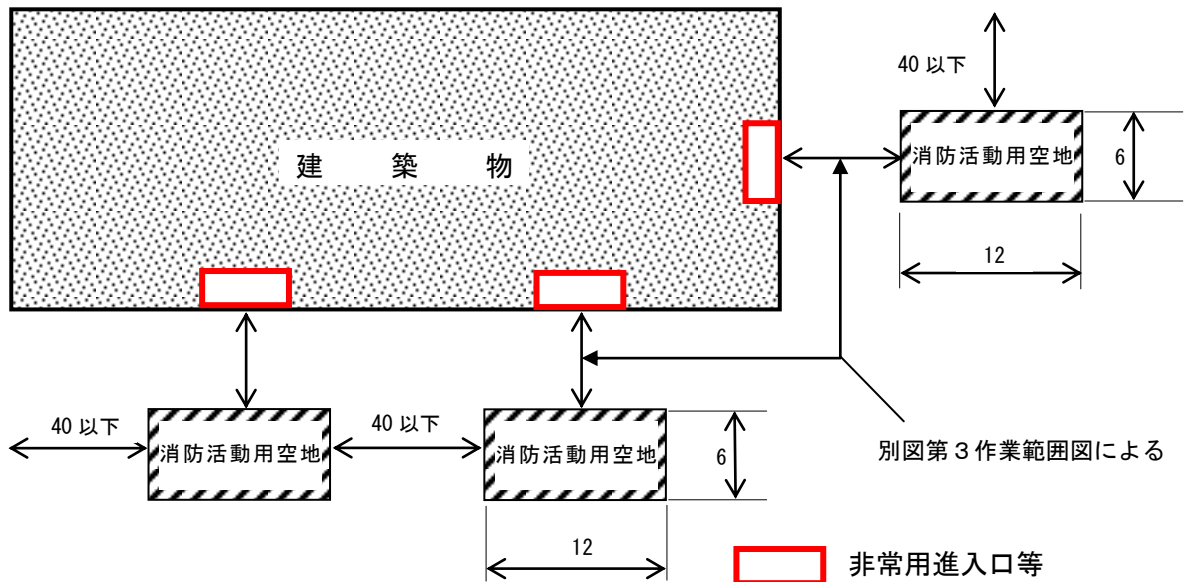 40 以下
建 築 物
消防活動用空地
6
12
40 以下
消防活動用空地
40 以下
消防活動用空地
6
別図第3作業範囲図による
12
非常用進入口等